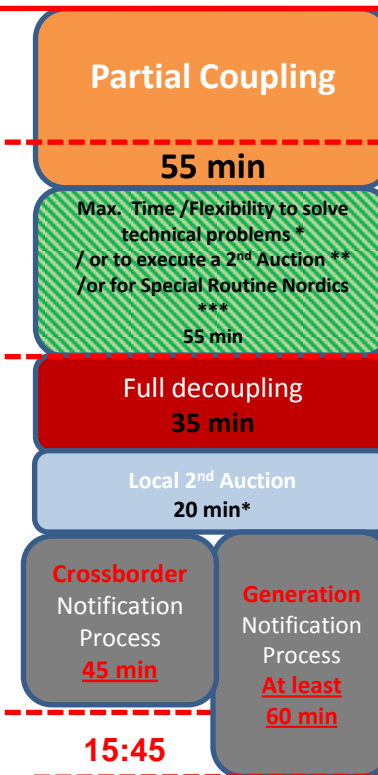 Partial Coupling
55 min
Max. Time /Flexibility to solve
technical problems *
/ or to execute a 2nd Auction **
/or for Special Routine Nordics
***
55 min
Full decoupling
35 min
Local 2nd Auction
20 min*
Crossborder
Notification
Process
45 min
Generation
Notification
Process
At least
60 min
15:45